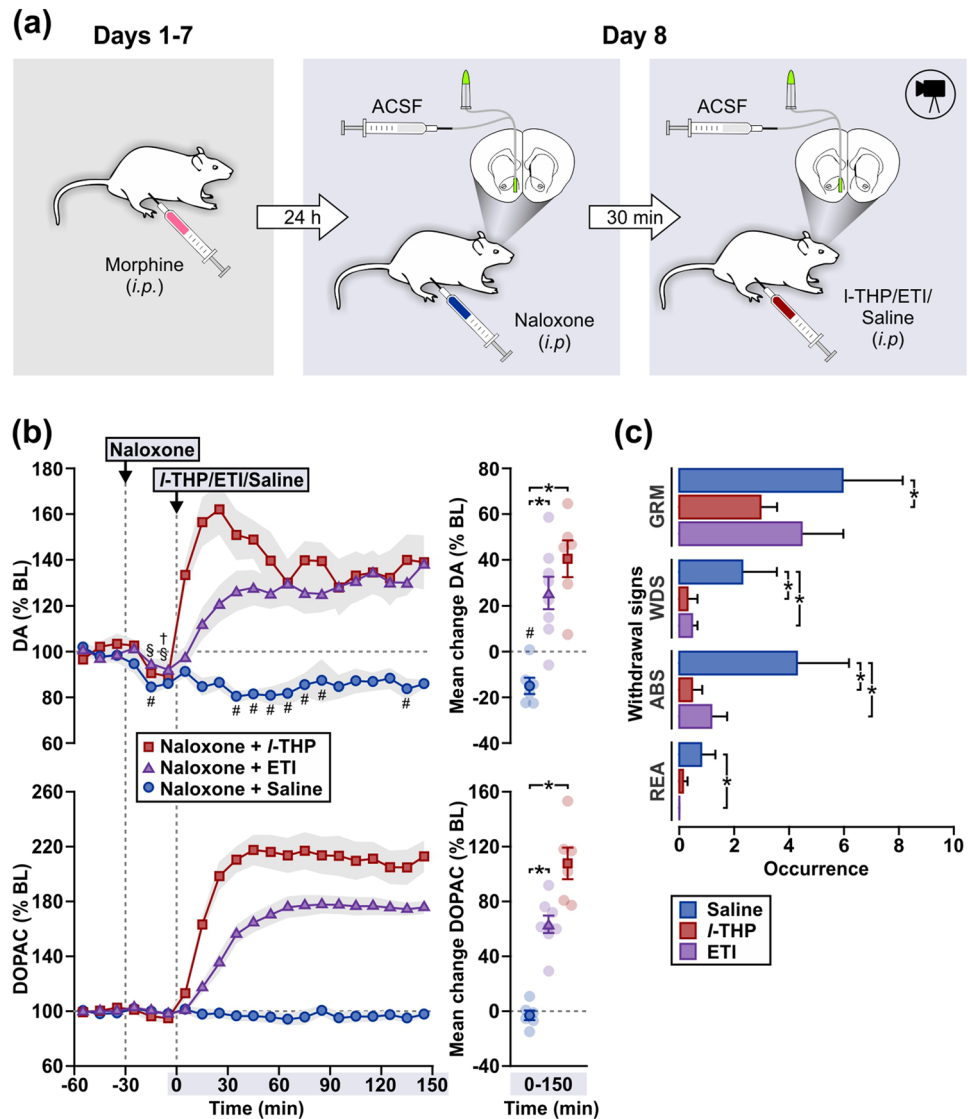 (a)
Days 1-7
Day 8
Morphine
(i.p.)
24 h
ACSF
Naloxone
(i.p)
30 min
ACSF
l-THP/ETI/
Saline
(i.p)
(b)
Naloxone
l-THP/ETI/Saline
DA (% BL)
180
160
140
120
100
80
60
§
†
§
#
# # # # # # #
Mean change DA (% BL)
80
60
40
20
0
-20
-40
*
*
#
Naloxone + l-THP
Naloxone + ETI
Naloxone + Saline
DOPAC (% BL)
260
220
180
140
100
60
-60 -30 0 30 60 90 120 150
Time (min)
Mean change DOPAC (% BL)
160
120
80
40
0
-40
*
*
0-150
Time (min)
(c)
Withdrawal signs
GRM
*
WDS
* *
ABS
* *
REA
*
0 2 4 6 8 10
Occurrence
Saline
l-THP
ETI